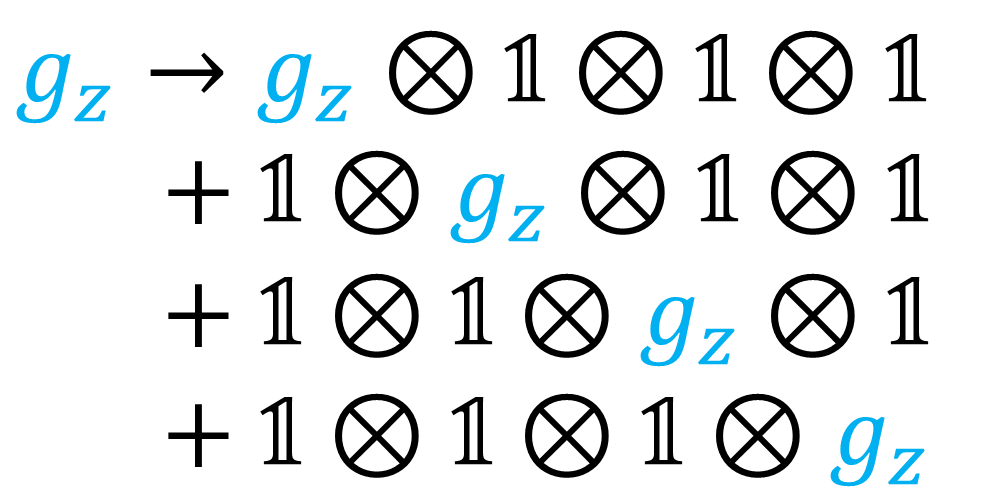 g_z → g_z ⊗ 𝟙 ⊗ 𝟙 ⊗ 𝟙
+ 𝟙 ⊗ g_z ⊗ 𝟙 ⊗ 𝟙
+ 𝟙 ⊗ 𝟙 ⊗ g_z ⊗ 𝟙
+ 𝟙 ⊗ 𝟙 ⊗ 𝟙 ⊗ g_z